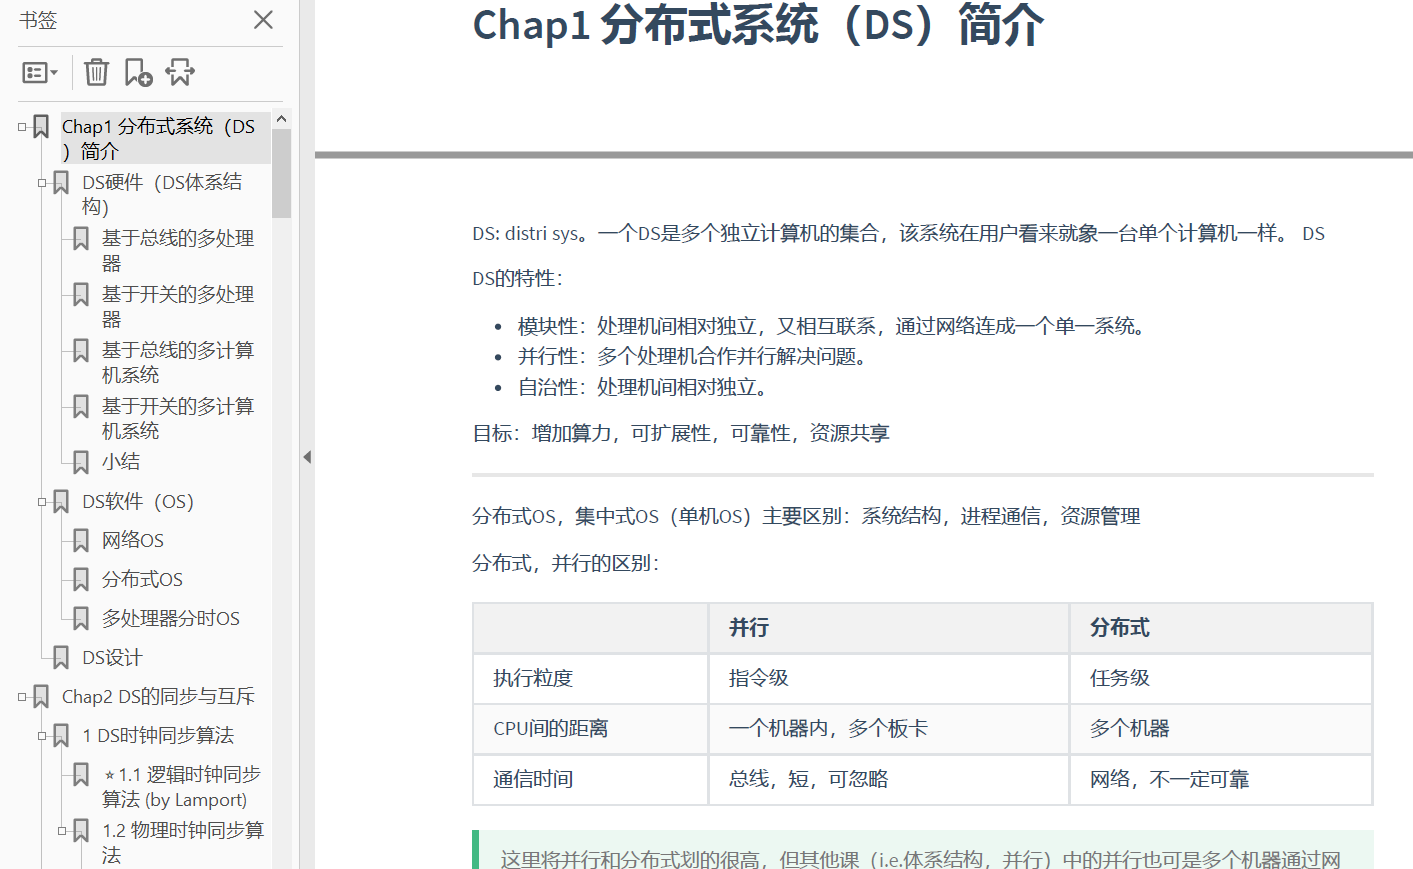 书签
Chap1 分布式系统（DS
）简介
DS硬件（DS体系结
构）
基于总线的多处理
器
基于开关的多处理
器
基于总线的多计算
机系统
基于开关的多计算
机系统
小结
DS软件（OS）
网络OS
分布式OS
多处理器分时OS
DS设计
Chap2 DS的同步与互斥
1 DS时钟同步算法
⭐1.1 逻辑时钟同步
算法 (by Lamport)
1.2 物理时钟同步算
法
Chap1 分布式系统（DS）简介
DS: distri sys。一个DS是多个独立计算机的集合，该系统在用户看来就象一台单个计算机一样。 DS
DS的特性：
• 模块性：处理机间相对独立，又相互联系，通过网络连成一个单一系统。
• 并行性：多个处理机合作并行解决问题。
• 自治性：处理机间相对独立。
目标：增加算力，可扩展性，可靠性，资源共享
分布式OS，集中式OS（单机OS）主要区别：系统结构，进程通信，资源管理
分布式，并行的区别：
并行 分布式
执行粒度 指令级 任务级
CPU间的距离 一个机器内，多个板卡 多个机器
通信时间 总线，短，可忽略 网络，不一定可靠
这里将并行和分布式划的很高，但其他课（i.e.体系结构，并行）中的并行也可是多个机器通过网